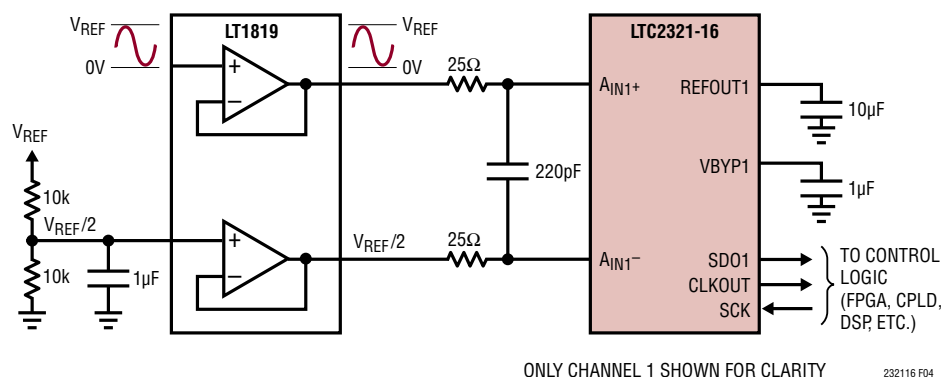 VREF
0V
LT1819
VREF
0V
25Ω
LTC2321-16
AIN1+
REFOUT1
10µF
VREF
10k
VREF/2
10k
1µF
220pF
VBYP1
1µF
VREF/2
25Ω
AIN1–
SDO1
CLKOUT
SCK
TO CONTROL
LOGIC
(FPGA, CPLD,
DSP, ETC.)
+
–
+
–
ONLY CHANNEL 1 SHOWN FOR CLARITY
232116 F04